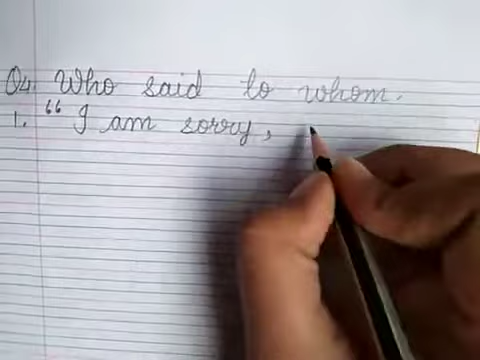 Q4. Who said to whom.
1. “ I am sorry,